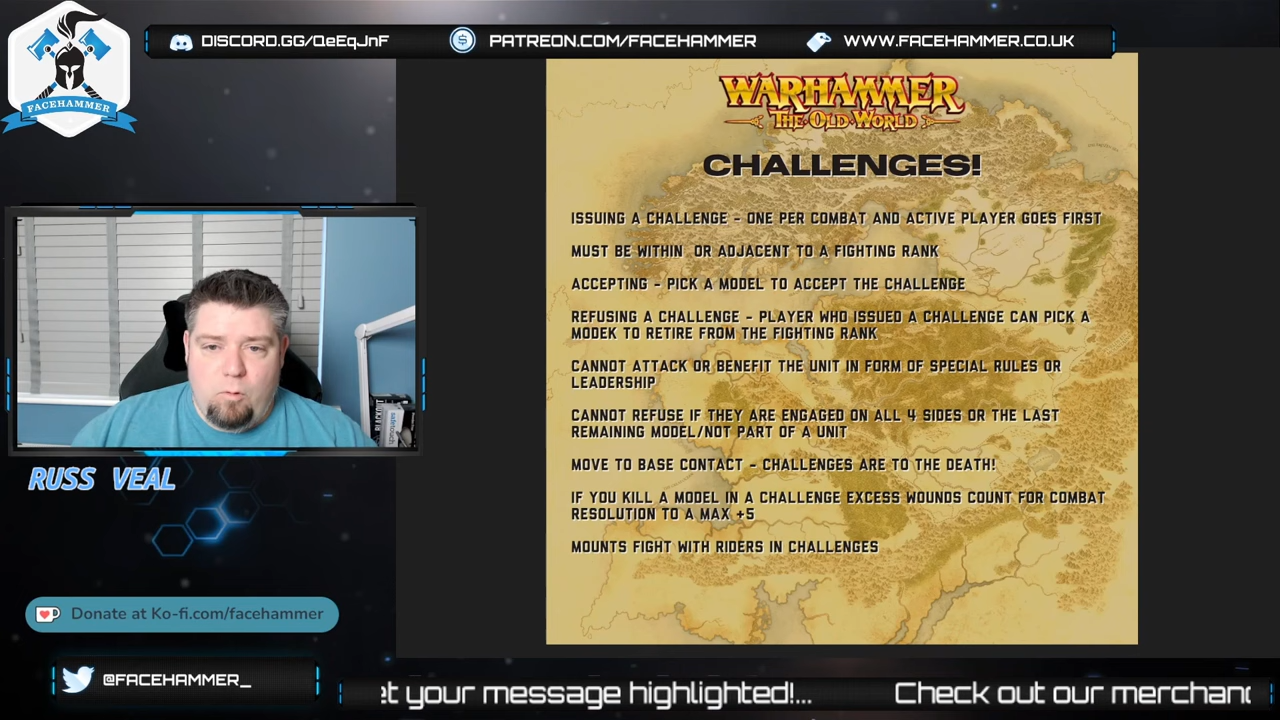 DISCORD.GG/QeEqJnF
PATREON.COM/FACEHAMMER
WWW.FACEHAMMER.CO.UK
FACEHAMMER
WARHAMMER
THE OLD WORLD
CHALLENGES!
ISSUING A CHALLENGE - ONE PER COMBAT AND ACTIVE PLAYER GOES FIRST
MUST BE WITHIN OR ADJACENT TO A FIGHTING RANK
ACCEPTING - PICK A MODEL TO ACCEPT THE CHALLENGE
REFUSING A CHALLENGE - PLAYER WHO ISSUED A CHALLENGE CAN PICK A
MODEK TO RETIRE FROM THE FIGHTING RANK
CANNOT ATTACK OR BENEFIT THE UNIT IN FORM OF SPECIAL RULES OR
LEADERSHIP
CANNOT REFUSE IF THEY ARE ENGAGED ON ALL 4 SIDES OR THE LAST
REMAINING MODEL/NOT PART OF A UNIT
MOVE TO BASE CONTACT - CHALLENGES ARE TO THE DEATH!
IF YOU KILL A MODEL IN A CHALLENGE EXCESS WOUNDS COUNT FOR COMBAT
RESOLUTION TO A MAX +5
MOUNTS FIGHT WITH RIDERS IN CHALLENGES
RUSS VEAL
Donate at Ko-fi.com/facehammer
@FACEHAMMER_
et your message highlighted!... Check out our merchand